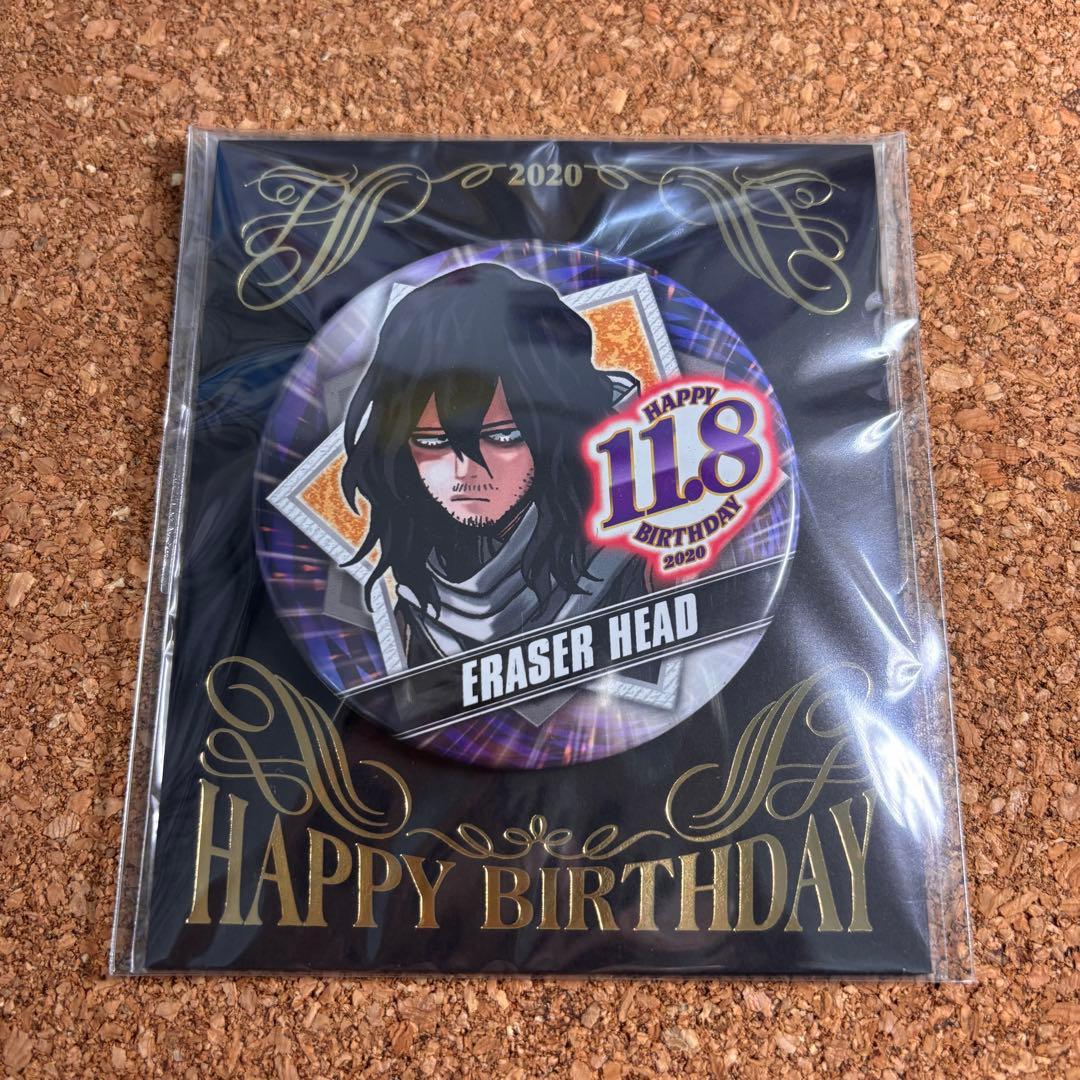 2020
HAPPY
11.8
BIRTHDAY
2020
ERASER HEAD
HAPPY BIRTHDAY